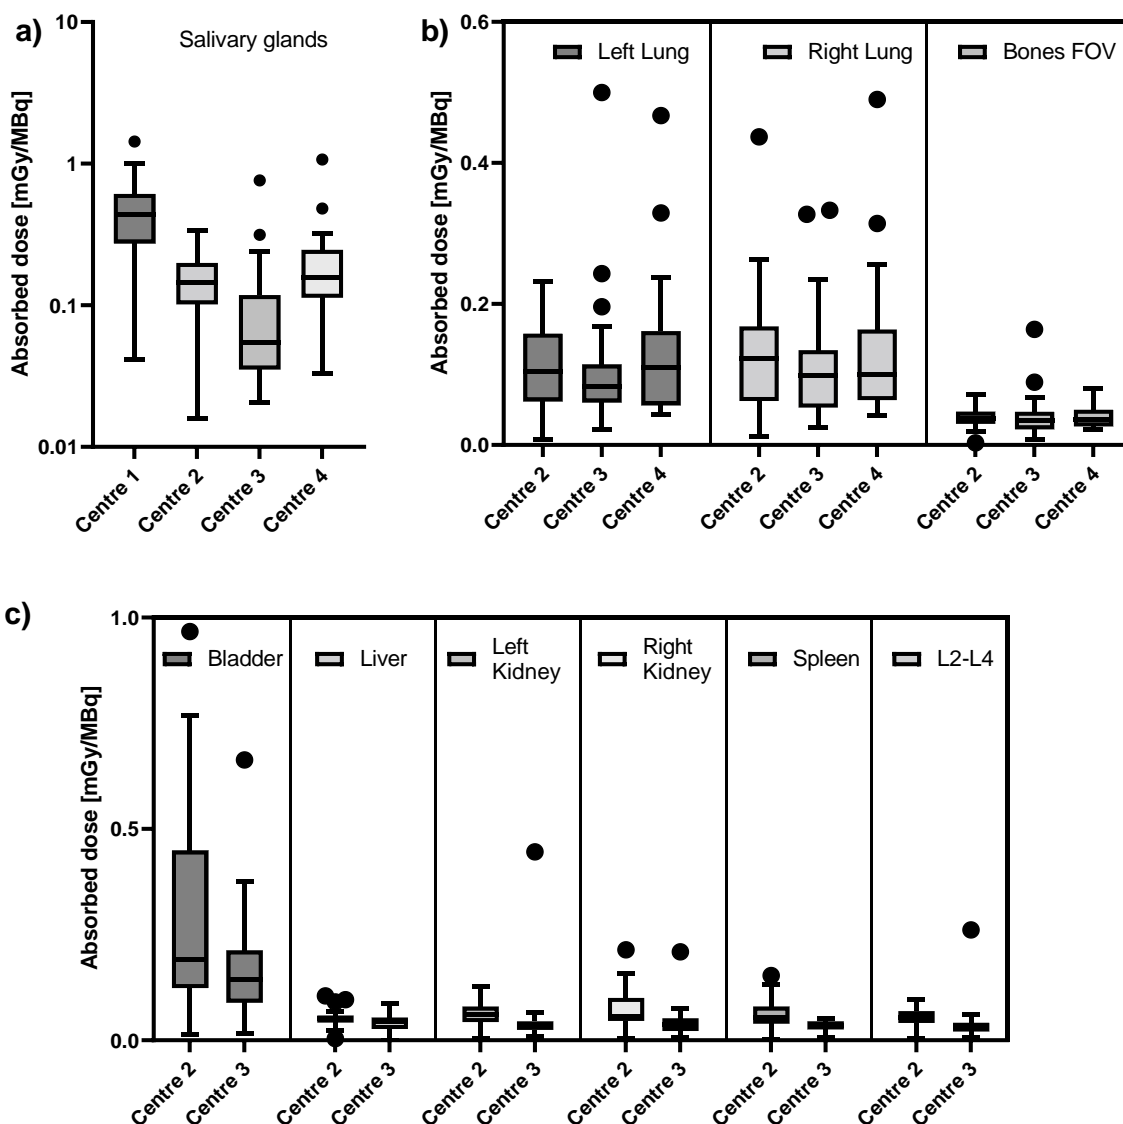 a)
Salivary glands
Absorbed dose [mGy/MBq]
10
1
0.1
0.01
Centre 1
Centre 2
Centre 3
Centre 4
b)
Left Lung
Right Lung
Bones FOV
Absorbed dose [mGy/MBq]
0.6
0.4
0.2
0.0
Centre 2
Centre 3
Centre 4
Centre 2
Centre 3
Centre 4
Centre 2
Centre 3
Centre 4
c)
Bladder
Liver
Left
Kidney
Right
Kidney
Spleen
L2-L4
Absorbed dose [mGy/MBq]
1.0
0.5
0.0
Centre 2
Centre 3
Centre 2
Centre 3
Centre 2
Centre 3
Centre 2
Centre 3
Centre 2
Centre 3
Centre 2
Centre 3